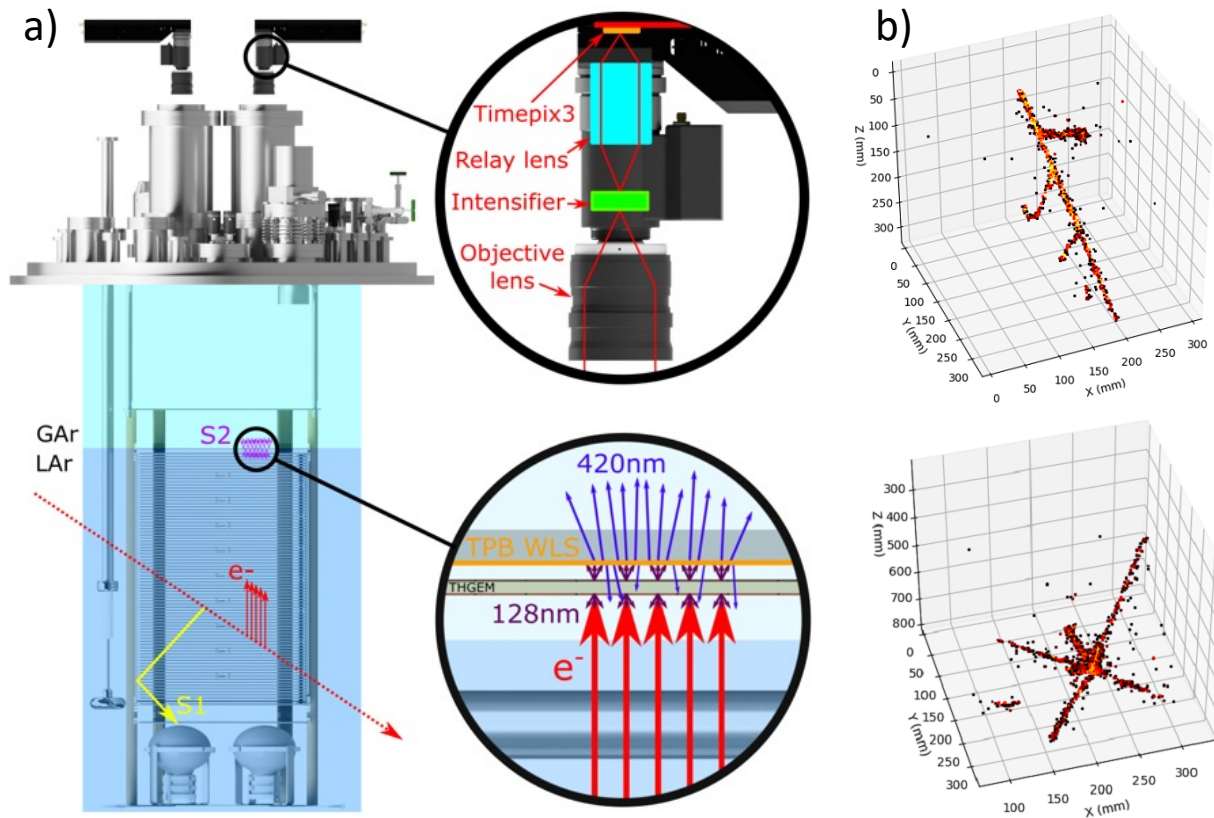 a)
Timepix3
Relay lens
Intensifier
Objective
lens
GAr
LAr
S2
e-
S1
420nm
TPB WLS
THGEM
128nm
e-
b)
0
50
100
150
200
250
300
Z (mm)
0
50
100
150
200
250
300
Y (mm)
0
50
100
150
200
250
300
X (mm)
300
400
500
600
700
800
Z (mm)
0
50
100
150
200
250
300
Y (mm)
100
150
200
250
300
X (mm)